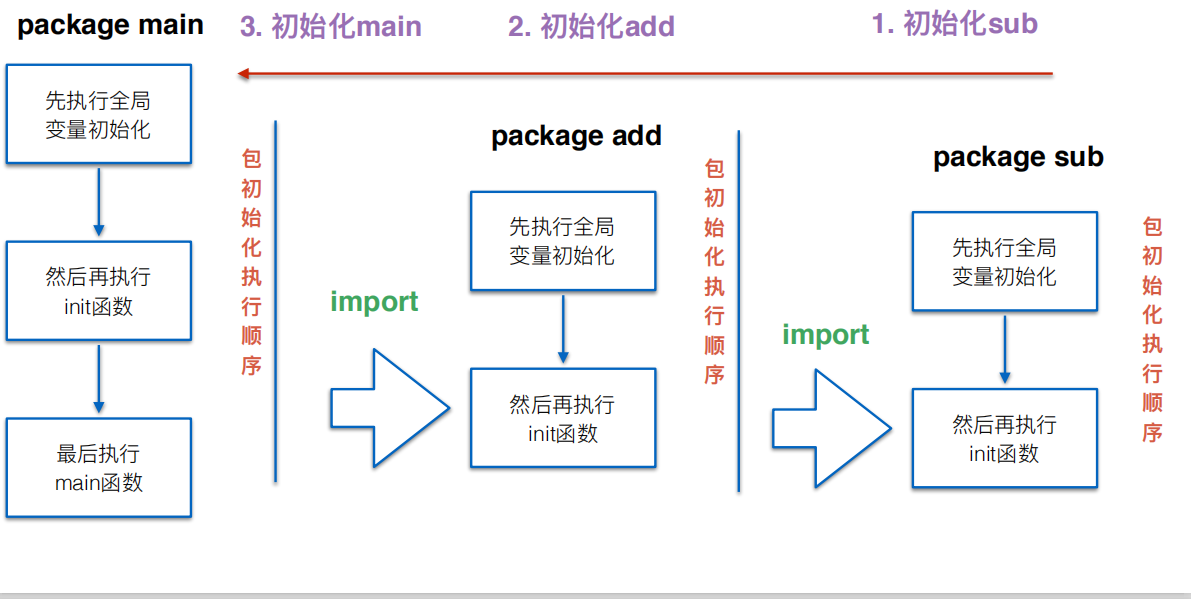 package main
3. 初始化main
2. 初始化add
1. 初始化sub
先执行全局
变量初始化
然后再执行
init函数
最后执行
main函数
包初始化执行顺序
import
package add
先执行全局
变量初始化
然后再执行
init函数
包初始化执行顺序
import
package sub
先执行全局
变量初始化
然后再执行
init函数
包初始化执行顺序